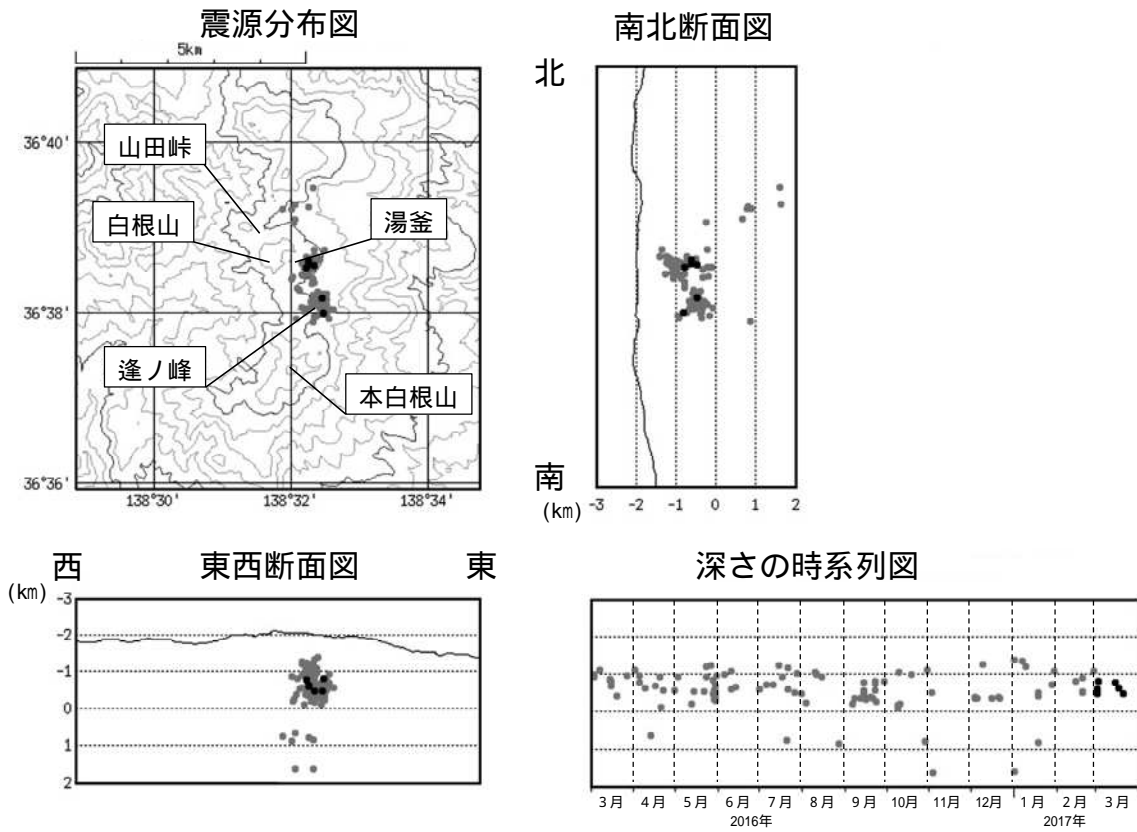 震源分布図
南北断面図
5km
北
36°40'
山田峠
白根山
湯釜
36°38'
逢ノ峰
本白根山
36°36'
138°30'
138°32'
138°34'
南
(km)
-3
-2
-1
0
1
2
西
東西断面図
東
深さの時系列図
(km)
-3
-2
-1
0
1
2
3月
4月
5月
6月
7月
8月
9月
10月
11月
12月
1月
2月
3月
2016年
2017年